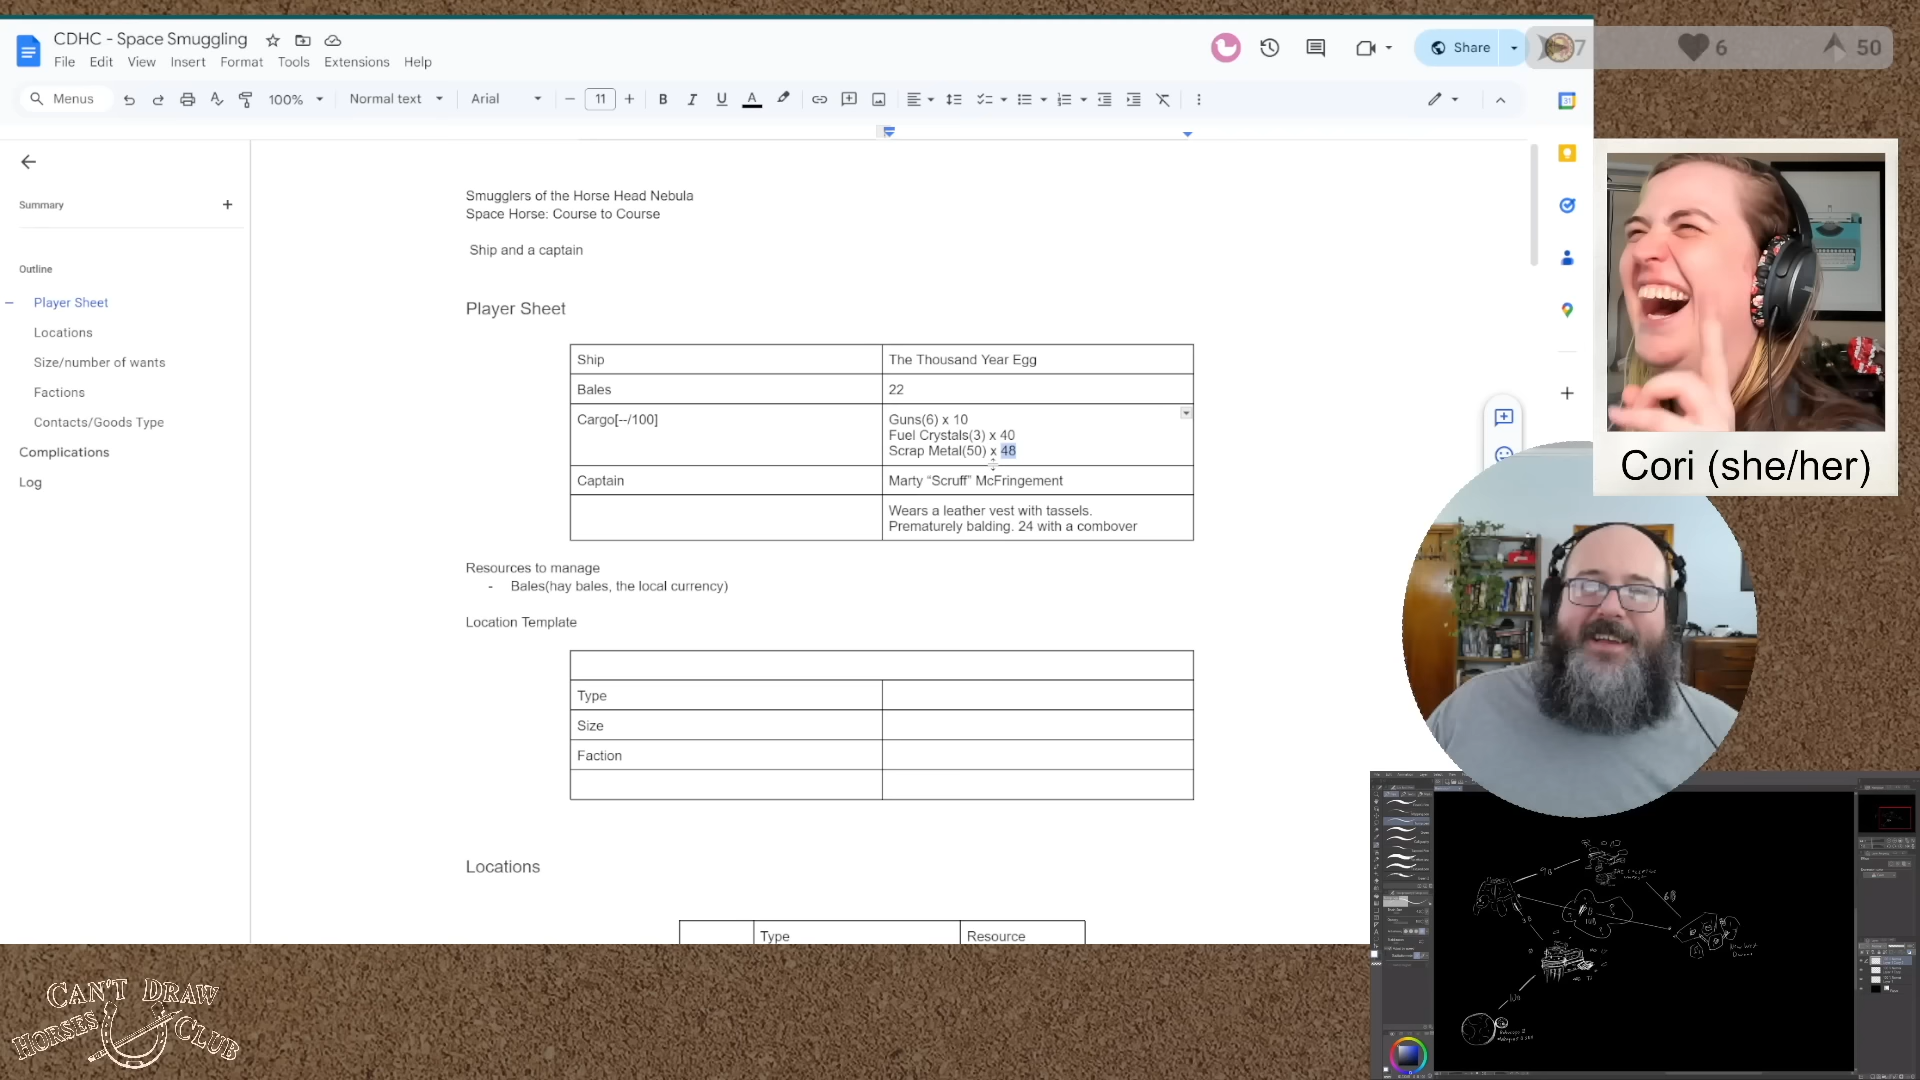 CDHC - Space Smuggling
File Edit View Insert Format Tools Extensions Help
Share
7
6
50
Menus
100%
Normal text
Arial
11
B I U A
Summary
Outline
Player Sheet
Locations
Size/number of wants
Factions
Contacts/Goods Type
Complications
Log
Smugglers of the Horse Head Nebula
Space Horse: Course to Course
Ship and a captain
Player Sheet
Ship The Thousand Year Egg
Bales 22
Cargo[--/100] Guns(6) x 10
Fuel Crystals(3) x 40
Scrap Metal(50) x 48
Captain Marty “Scruff” McFringement
Wears a leather vest with tassels.
Prematurely balding. 24 with a combover
Resources to manage
- Bales(hay bales, the local currency)
Location Template
Type
Size
Faction
Locations
Type Resource
Cori (she/her)
CAN'T DRAW
HORSES CLUB